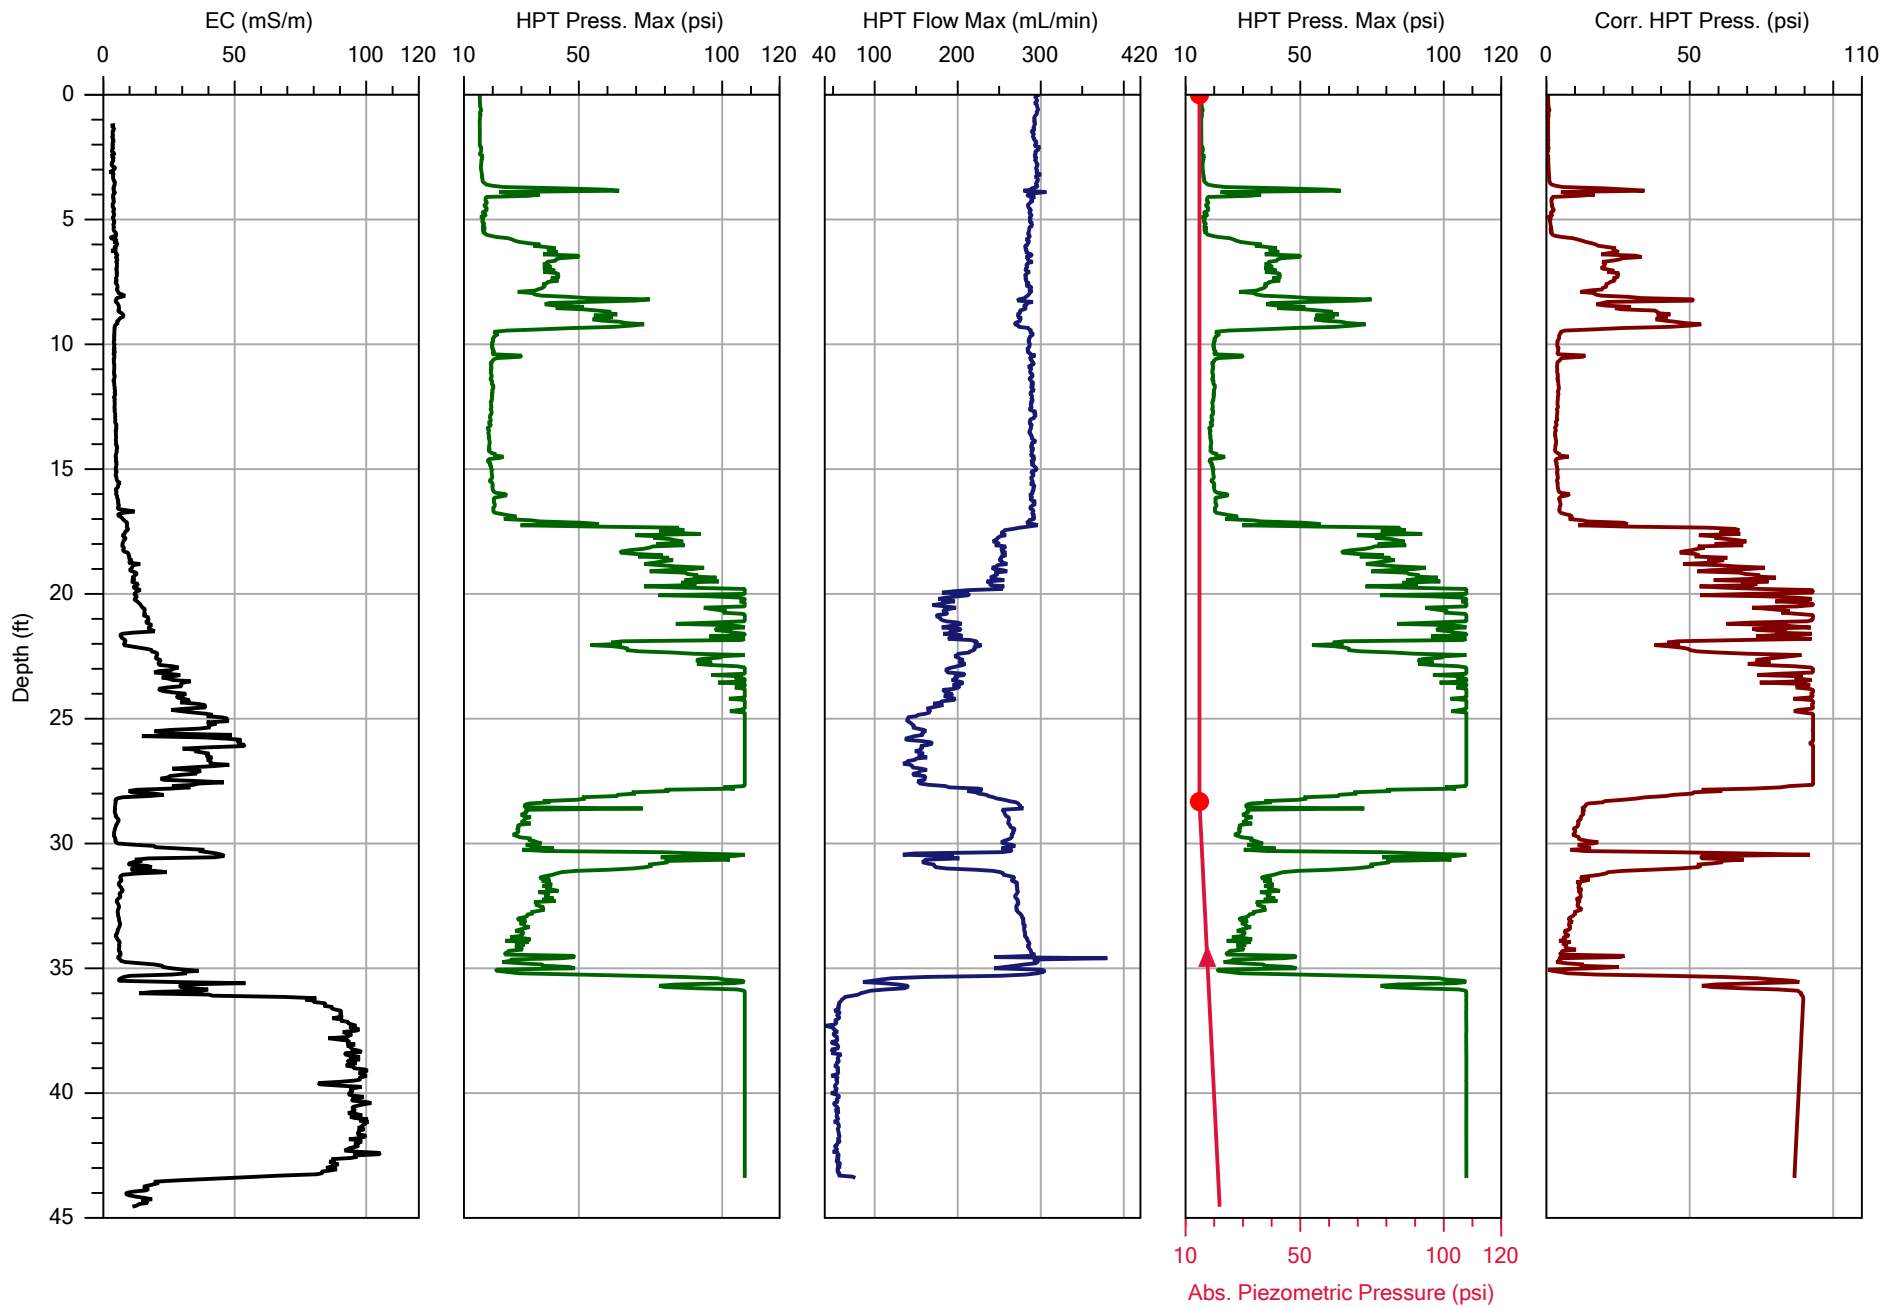 EC (mS/m) HPT Press. Max (psi) HPT Flow Max (mL/min) HPT Press. Max (psi) Corr. HPT Press. (psi)
0 50 100 120 10 50 100 120 40 100 200 300 420 10 50 100 120 0 50 110
0
5
10
15
20
25
30
35
40
45
Depth (ft)
10 50 100 120
Abs. Piezometric Pressure (psi)